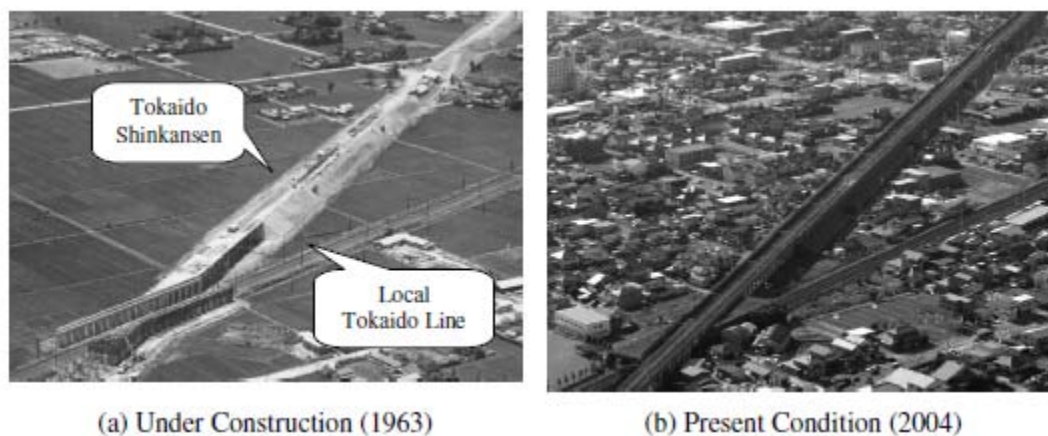 Tokaido
Shinkansen
Local
Tokaido Line
(a) Under Construction (1963)
(b) Present Condition (2004)